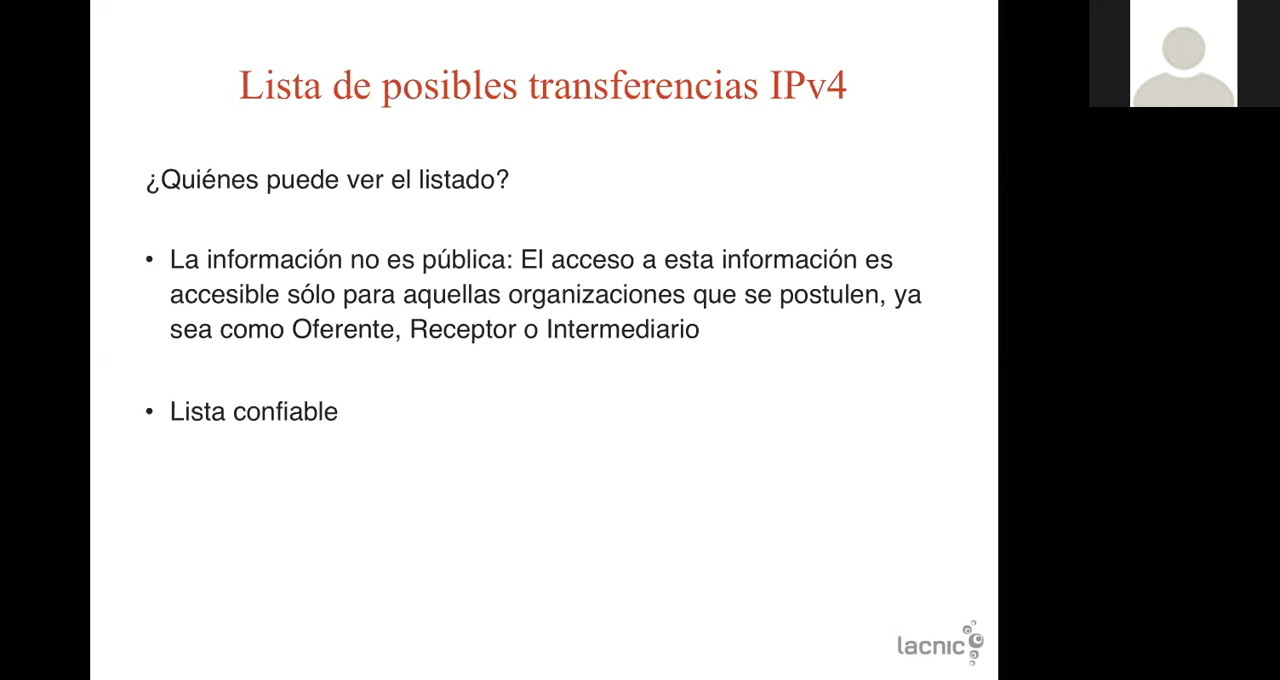 Lista de posibles transferencias IPv4
¿Quiénes puede ver el listado?
• La información no es pública: El acceso a esta información es
accesible sólo para aquellas organizaciones que se postulen, ya
sea como Oferente, Receptor o Intermediario
• Lista confiable
lacnic